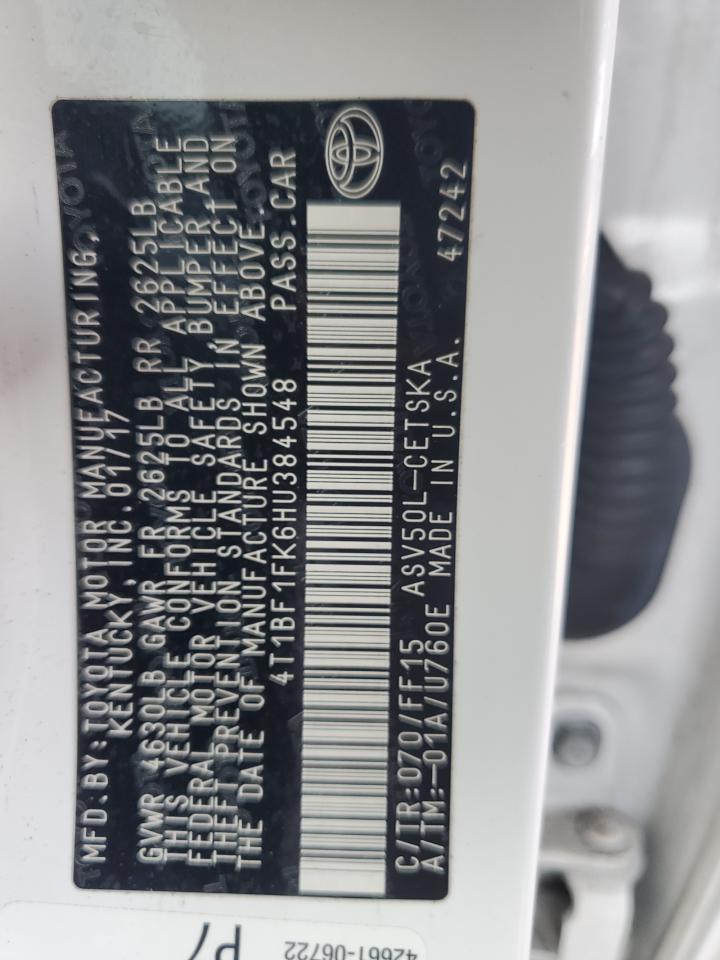 MFD.BY:TOYOTA MOTOR MANUFACTURING,
KENTUCKY,INC.01/17
GVWR 4630LB GAWR FR 2625LB RR 2625LB
THIS VEHICLE CONFORMS TO ALL APPLICABLE
FEDERAL MOTOR VEHICLE SAFETY, BUMPER,AND
THEFT PREVENTION STANDARDS IN EFFECT ON
THE DATE OF MANUFACTURE SHOWN ABOVE.
4T1BF1FK6HU384548 PASS.CAR
C/TR:070/FF15 ASV50L-CETSKA
A/TM:-01A/U760E MADE IN U.S.A. 47242
42661-06722